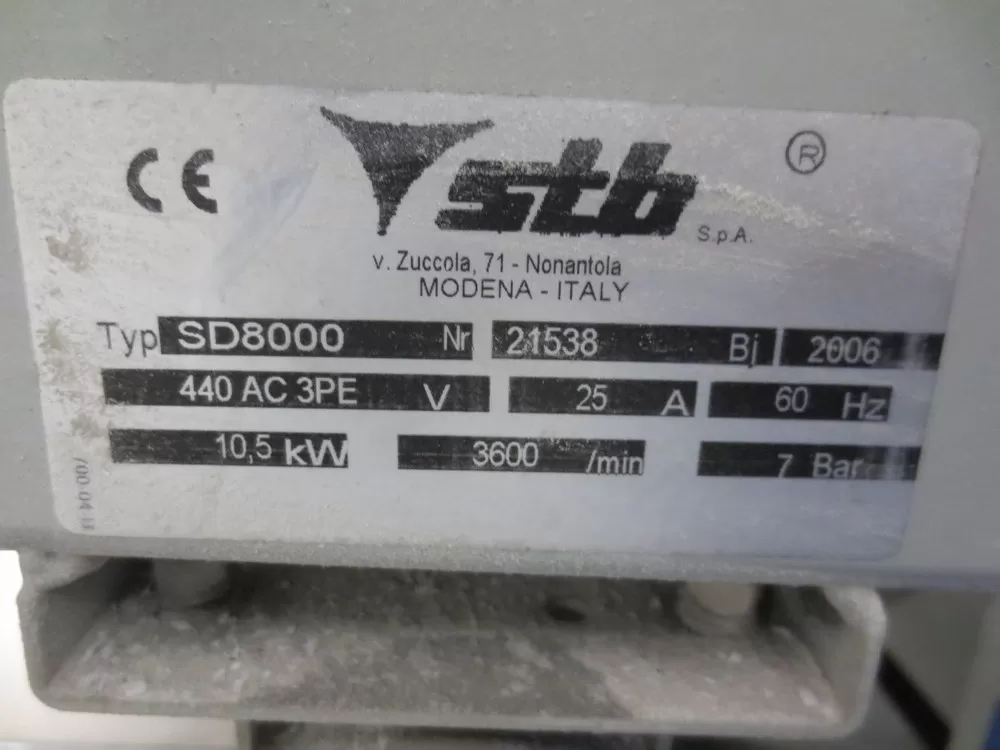 CE stb S.p.A. ®
v. Zuccola, 71 - Nonantola
MODENA - ITALY
Typ SD8000 Nr 21538 Bj 2006
440 AC 3PE V 25 A 60 Hz
10,5 kW 3600 /min 7 Bar